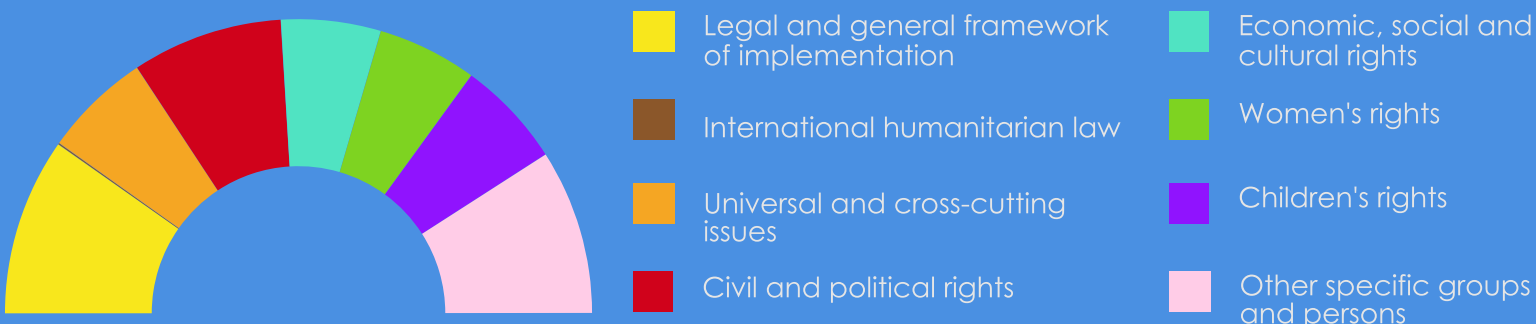 Legal and general framework
of implementation
International humanitarian law
Universal and cross-cutting
issues
Civil and political rights
Economic, social and
cultural rights
Women's rights
Children's rights
Other specific groups
and persons